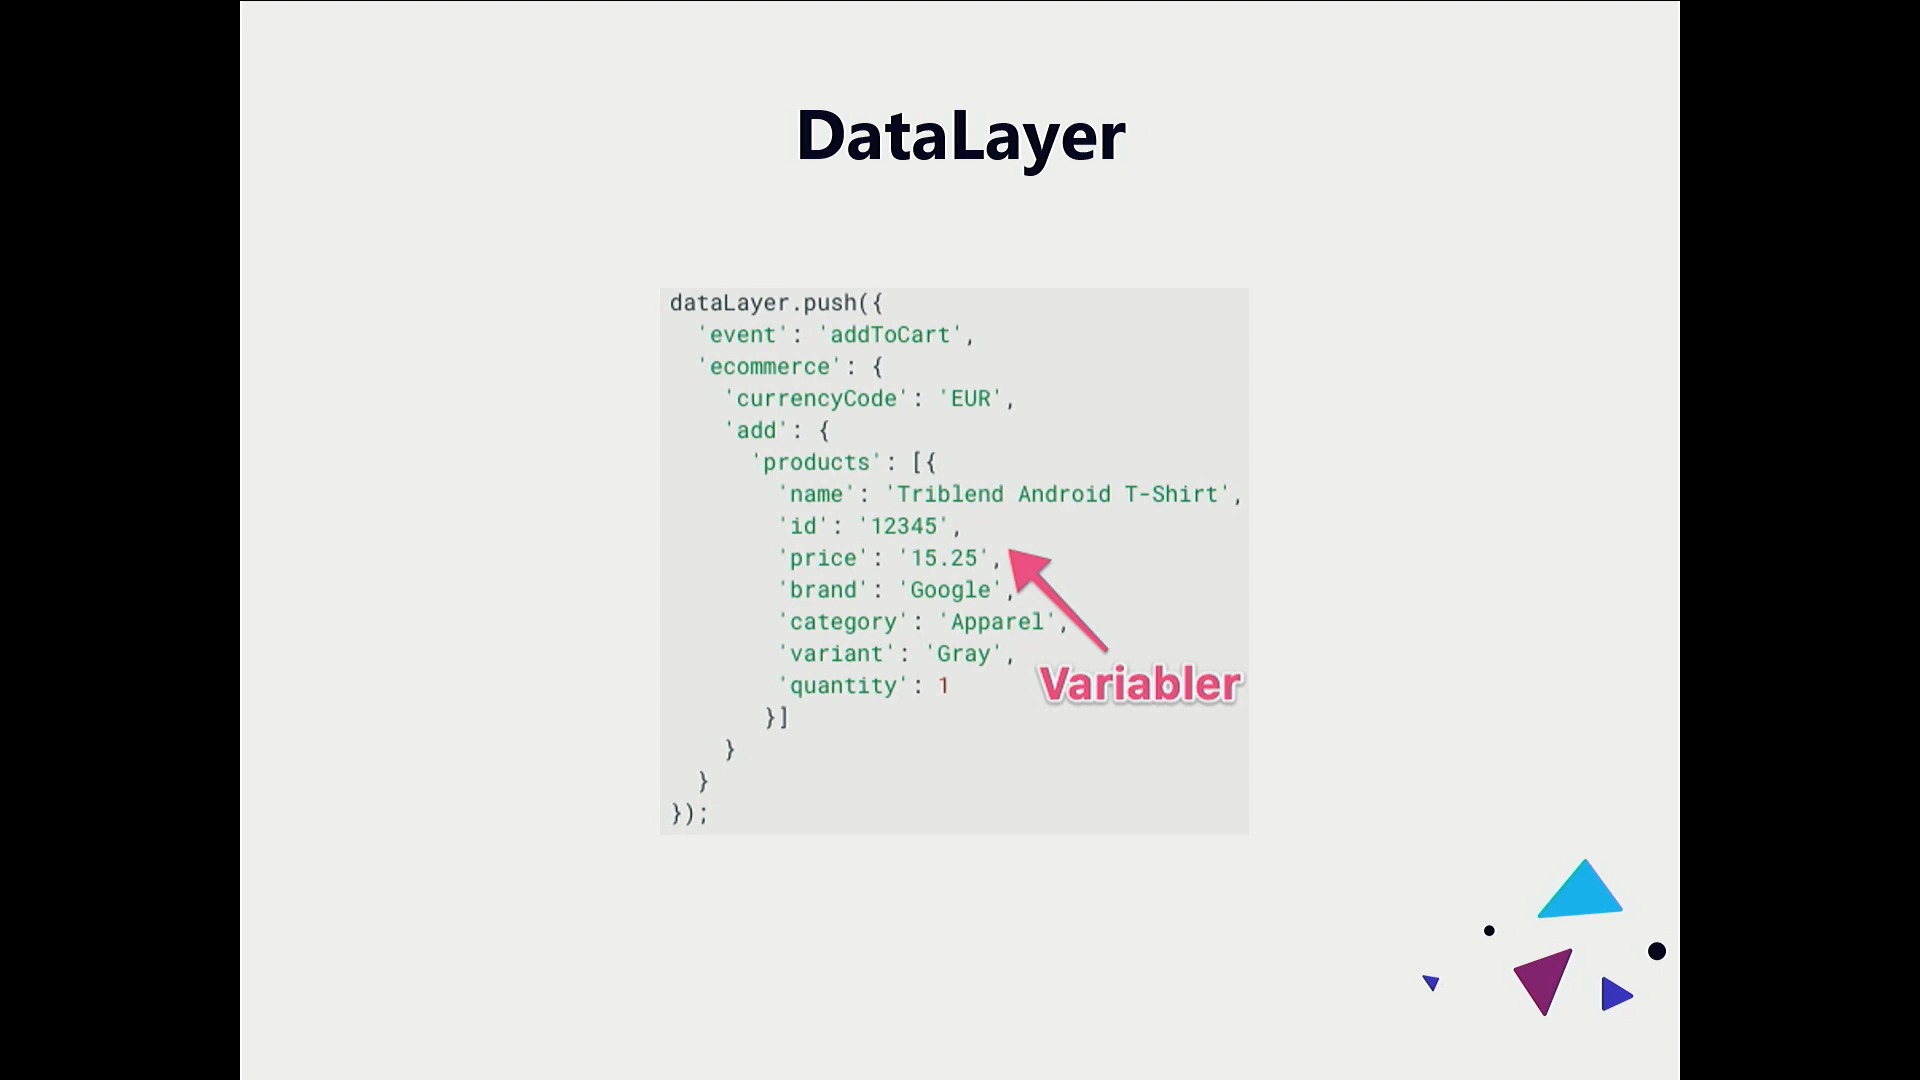 DataLayer
dataLayer.push({
  'event': 'addToCart',
  'ecommerce': {
    'currencyCode': 'EUR',
    'add': {
      'products': [{
        'name': 'Triblend Android T-Shirt',
        'id': '12345',
        'price': '15.25',
        'brand': 'Google',
        'category': 'Apparel',
        'variant': 'Gray',
        'quantity': 1
       }]
    }
  }
});
Variabler